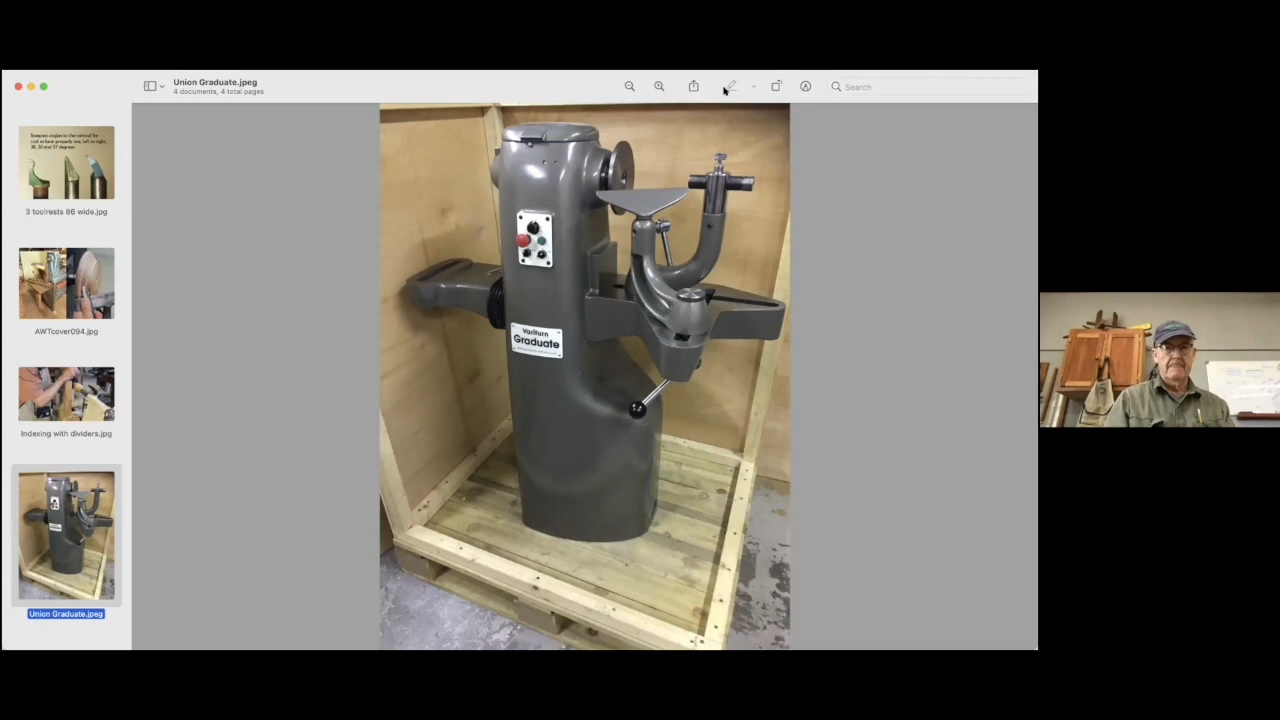 Union Graduate.jpeg
4 documents, 4 total pages
Search
3 toolrests 86 wide.jpg
AWTcover094.jpg
Indexing with dividers.jpg
Union Graduate.jpeg
Variturn
Graduate